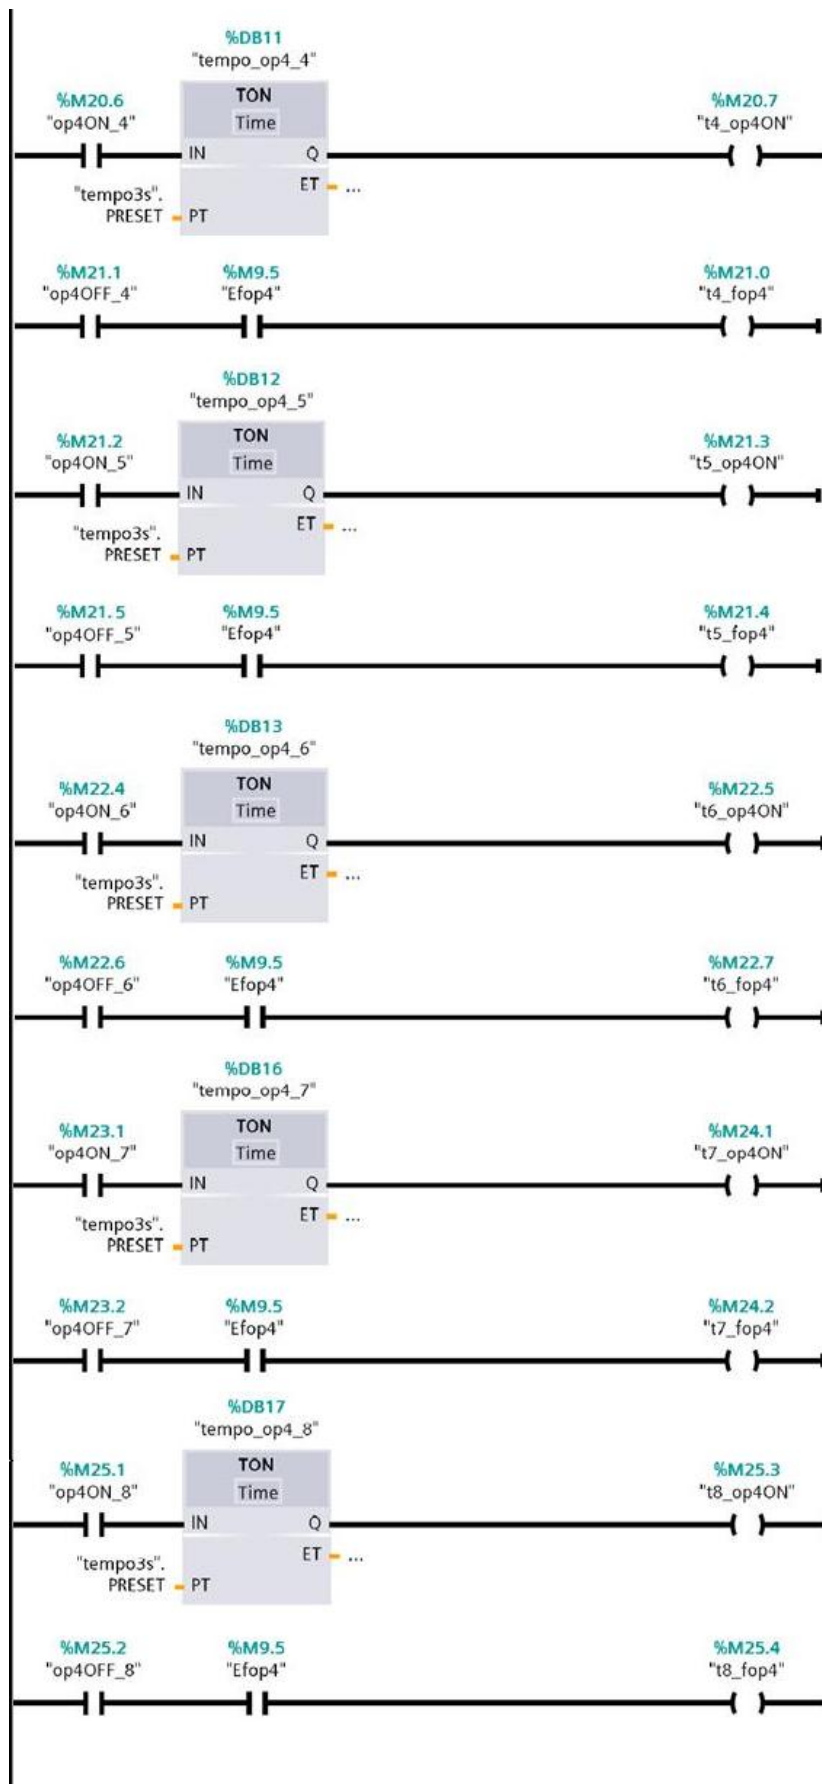 %DB11
"tempo_op4_4"
%M20.6 TON %M20.7
"op4ON_4" Time "t4_op4ON"
IN Q
"tempo3s". ET ...
PRESET PT
%M21.1 %M9.5 %M21.0
"op4OFF_4" "Efop4" "t4_fop4"
%DB12
"tempo_op4_5"
%M21.2 TON %M21.3
"op4ON_5" Time "t5_op4ON"
IN Q
"tempo3s". ET ...
PRESET PT
%M21.5 %M9.5 %M21.4
"op4OFF_5" "Efop4" "t5_fop4"
%DB13
"tempo_op4_6"
%M22.4 TON %M22.5
"op4ON_6" Time "t6_op4ON"
IN Q
"tempo3s". ET ...
PRESET PT
%M22.6 %M9.5 %M22.7
"op4OFF_6" "Efop4" "t6_fop4"
%DB16
"tempo_op4_7"
%M23.1 TON %M24.1
"op4ON_7" Time "t7_op4ON"
IN Q
"tempo3s". ET ...
PRESET PT
%M23.2 %M9.5 %M24.2
"op4OFF_7" "Efop4" "t7_fop4"
%DB17
"tempo_op4_8"
%M25.1 TON %M25.3
"op4ON_8" Time "t8_op4ON"
IN Q
"tempo3s". ET ...
PRESET PT
%M25.2 %M9.5 %M25.4
"op4OFF_8" "Efop4" "t8_fop4"